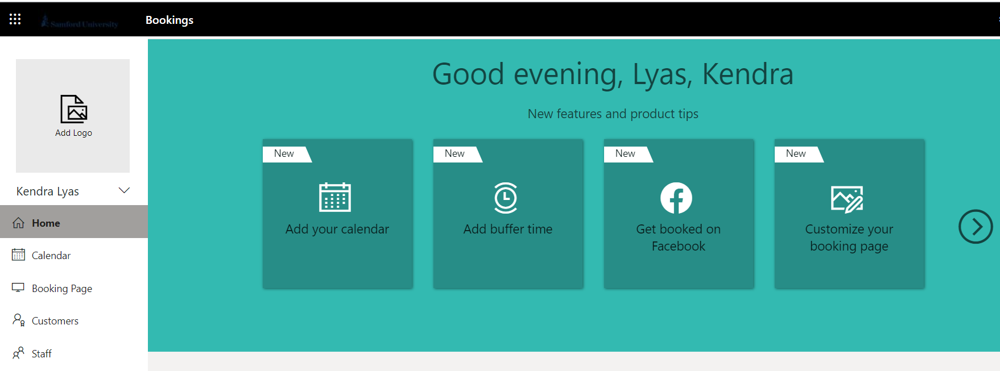 Samford University
Bookings
Add Logo
Kendra Lyas
Home
Calendar
Booking Page
Customers
Staff
Good evening, Lyas, Kendra
New features and product tips
New
Add your calendar
New
Add buffer time
New
Get booked on
Facebook
New
Customize your
booking page